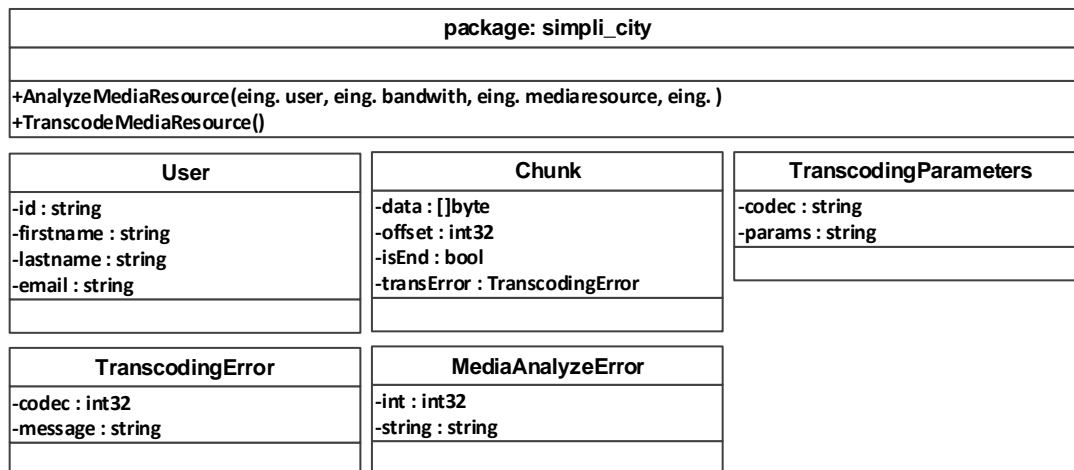 package: simpli_city
+AnalyzeMediaResource(eing. user, eing. bandwith, eing. mediaresource, eing. )
+TranscodeMediaResource()
User
-id : string
-firstname : string
-lastname : string
-email : string
Chunk
-data : []byte
-offset : int32
-isEnd : bool
-transError : TranscodingError
TranscodingParameters
-codec : string
-params : string
TranscodingError
-codec : int32
-message : string
MediaAnalyzeError
-int : int32
-string : string